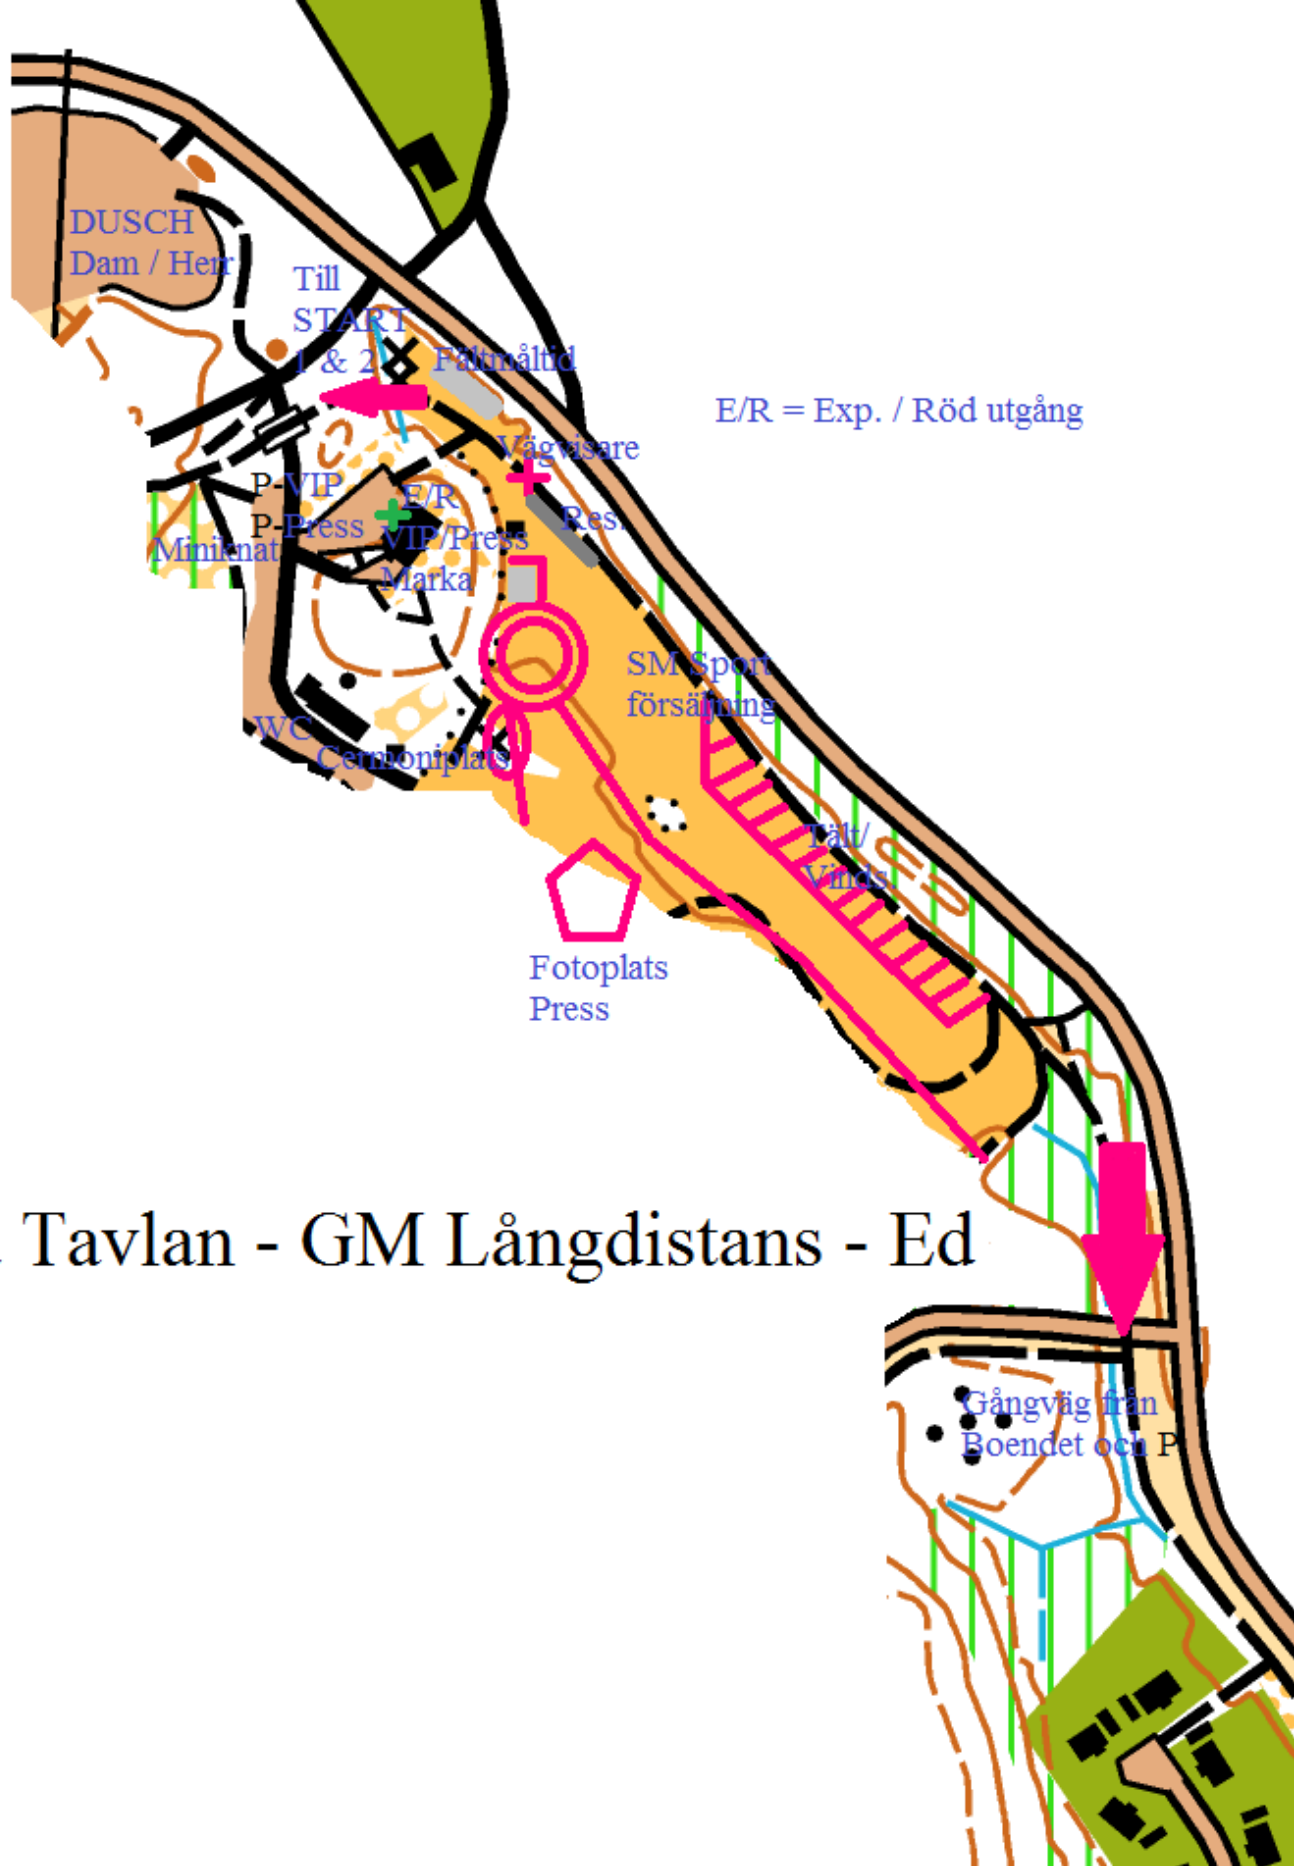 DUSCH
Dam / Herr
Till
START
1 & 2
Fältmåltid
E/R = Exp. / Röd utgång
Vägvisare
P-VIP
P-Press
Miniknat
E/R
VIP/Press
Marka
Res.
SM Sport
försäljning
WC
Cermoniplats
Tält/
Vinds.
Fotoplats
Press
Tavlan - GM Långdistans - Ed
Gångväg från
Boendet och P